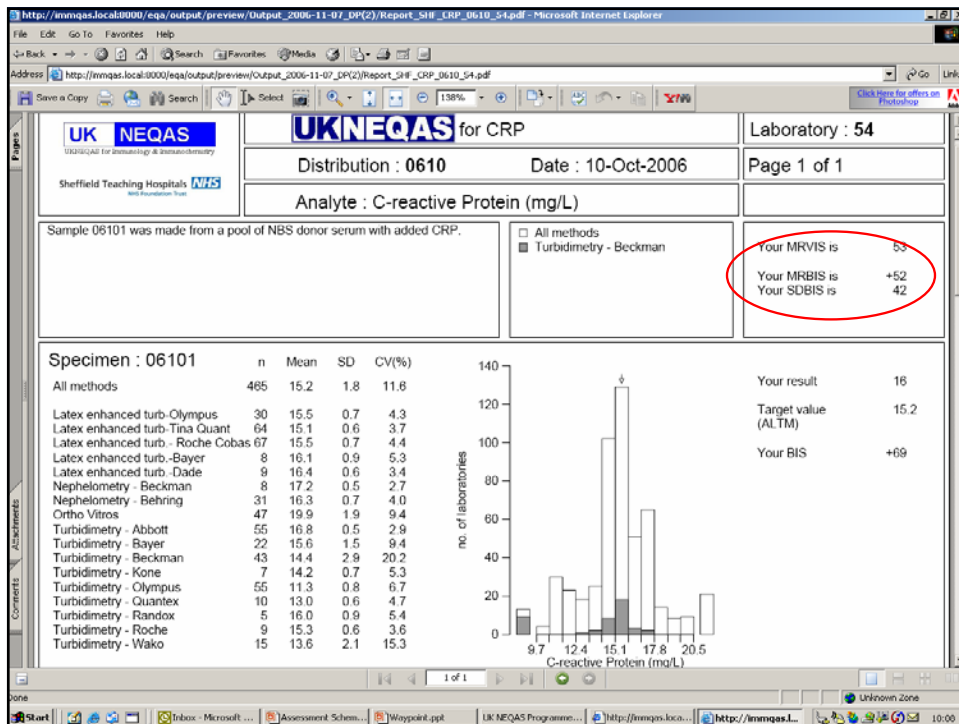 http://immqas.local:0000/eqa/output/preview/Output_2006-11-07_DP(2)/Report_SHF_CRP_0610_54.pdf - Microsoft Internet Explorer
File Edit Go To Favorites Help
Back Search Favorites Media
Address http://immqas.local:0000/eqa/output/preview/Output_2006-11-07_DP(2)/Report_SHF_CRP_0610_54.pdf Go Link
Save a Copy Search Select 138% Click Here for offers on Photoshop
Pages
Attachments
Comments
UK NEQAS
UKNEQAS for Immunology & Immunochemistry
Sheffield Teaching Hospitals NHS
NHS Foundation Trust
UKNEQAS for CRP
Laboratory : 54
Distribution : 0610 Date : 10-Oct-2006
Page 1 of 1
Analyte : C-reactive Protein (mg/L)
Sample 06101 was made from a pool of NBS donor serum with added CRP.
All methods
Turbidimetry - Beckman
Your MRVIS is 53
Your MRBIS is +52
Your SDBIS is 42
Specimen : 06101 n Mean SD CV(%)
All methods 465 15.2 1.8 11.6
Latex enhanced turb-Olympus 30 15.5 0.7 4.3
Latex enhanced turb-Tina Quant 64 15.1 0.6 3.7
Latex enhanced turb.- Roche Cobas 67 15.5 0.7 4.4
Latex enhanced turb.-Bayer 8 16.1 0.9 5.3
Latex enhanced turb.-Dade 9 16.4 0.6 3.4
Nephelometry - Beckman 8 17.2 0.5 2.7
Nephelometry - Behring 31 16.3 0.7 4.0
Ortho Vitros 47 19.9 1.9 9.4
Turbidimetry - Abbott 55 16.8 0.5 2.9
Turbidimetry - Bayer 22 15.6 1.5 9.4
Turbidimetry - Beckman 43 14.4 2.9 20.2
Turbidimetry - Kone 7 14.2 0.7 5.3
Turbidimetry - Olympus 55 11.3 0.8 6.7
Turbidimetry - Quantex 10 13.0 0.6 4.7
Turbidimetry - Randox 5 16.0 0.9 5.4
Turbidimetry - Roche 9 15.3 0.6 3.6
Turbidimetry - Wako 15 13.6 2.1 15.3
140
120
100
80
60
40
20
0
no. of laboratories
9.7 12.4 15.1 17.8 20.5
C-reactive Protein (mg/L)
Your result 16
Target value 15.2
(ALTM)
Your BIS +69
1 of 1
Done Unknown Zone
Start Inbox - Microsoft ... Assessment Schem... Waypoint.ppt UK NEQAS Programme... http://immqas.loca... http://immqas.l... 10:00